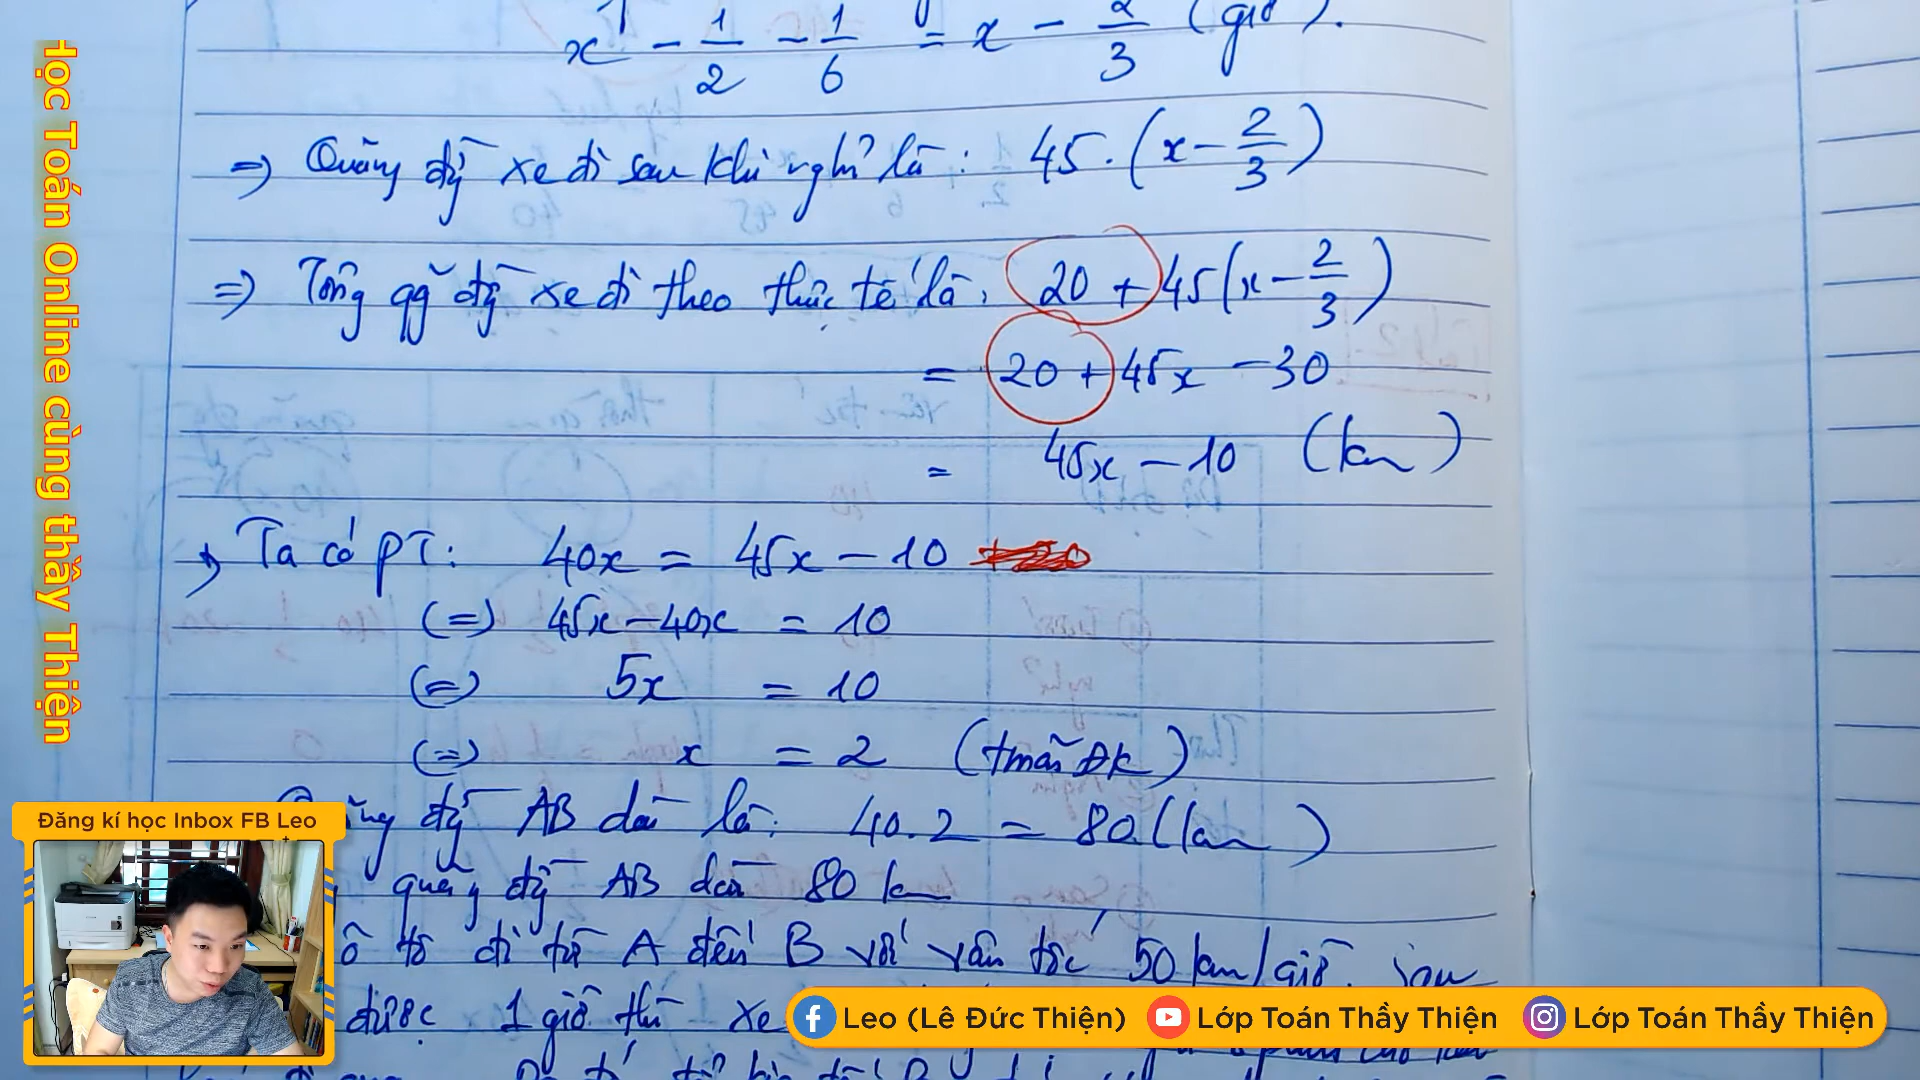 x - 1/2 - 1/6 = x - 2/3 (giờ).
=> Quãng đg xe đi sau khi nghỉ là: 45.(x - 2/3)
=> Tổng qg đg xe đi theo thực tế là: 20 + 45(x - 2/3)
= 20 + 45x - 30
= 45x - 10 (km)
Ta có PT: 40x = 45x - 10
(=) 45x - 40x = 10
(=) 5x = 10
(=) x = 2 (tmãn ĐK)
đg AB dài là: 40.2 = 80 (km)
quãng đg AB dài 80 km
ô tô đi từ A đến B với vận tốc 50 km/giờ. sau
được 1 giờ thì xe
Học Toán Online cùng thầy Thiện
Đăng kí học Inbox FB Leo
Leo (Lê Đức Thiện) Lớp Toán Thầy Thiện Lớp Toán Thầy Thiện